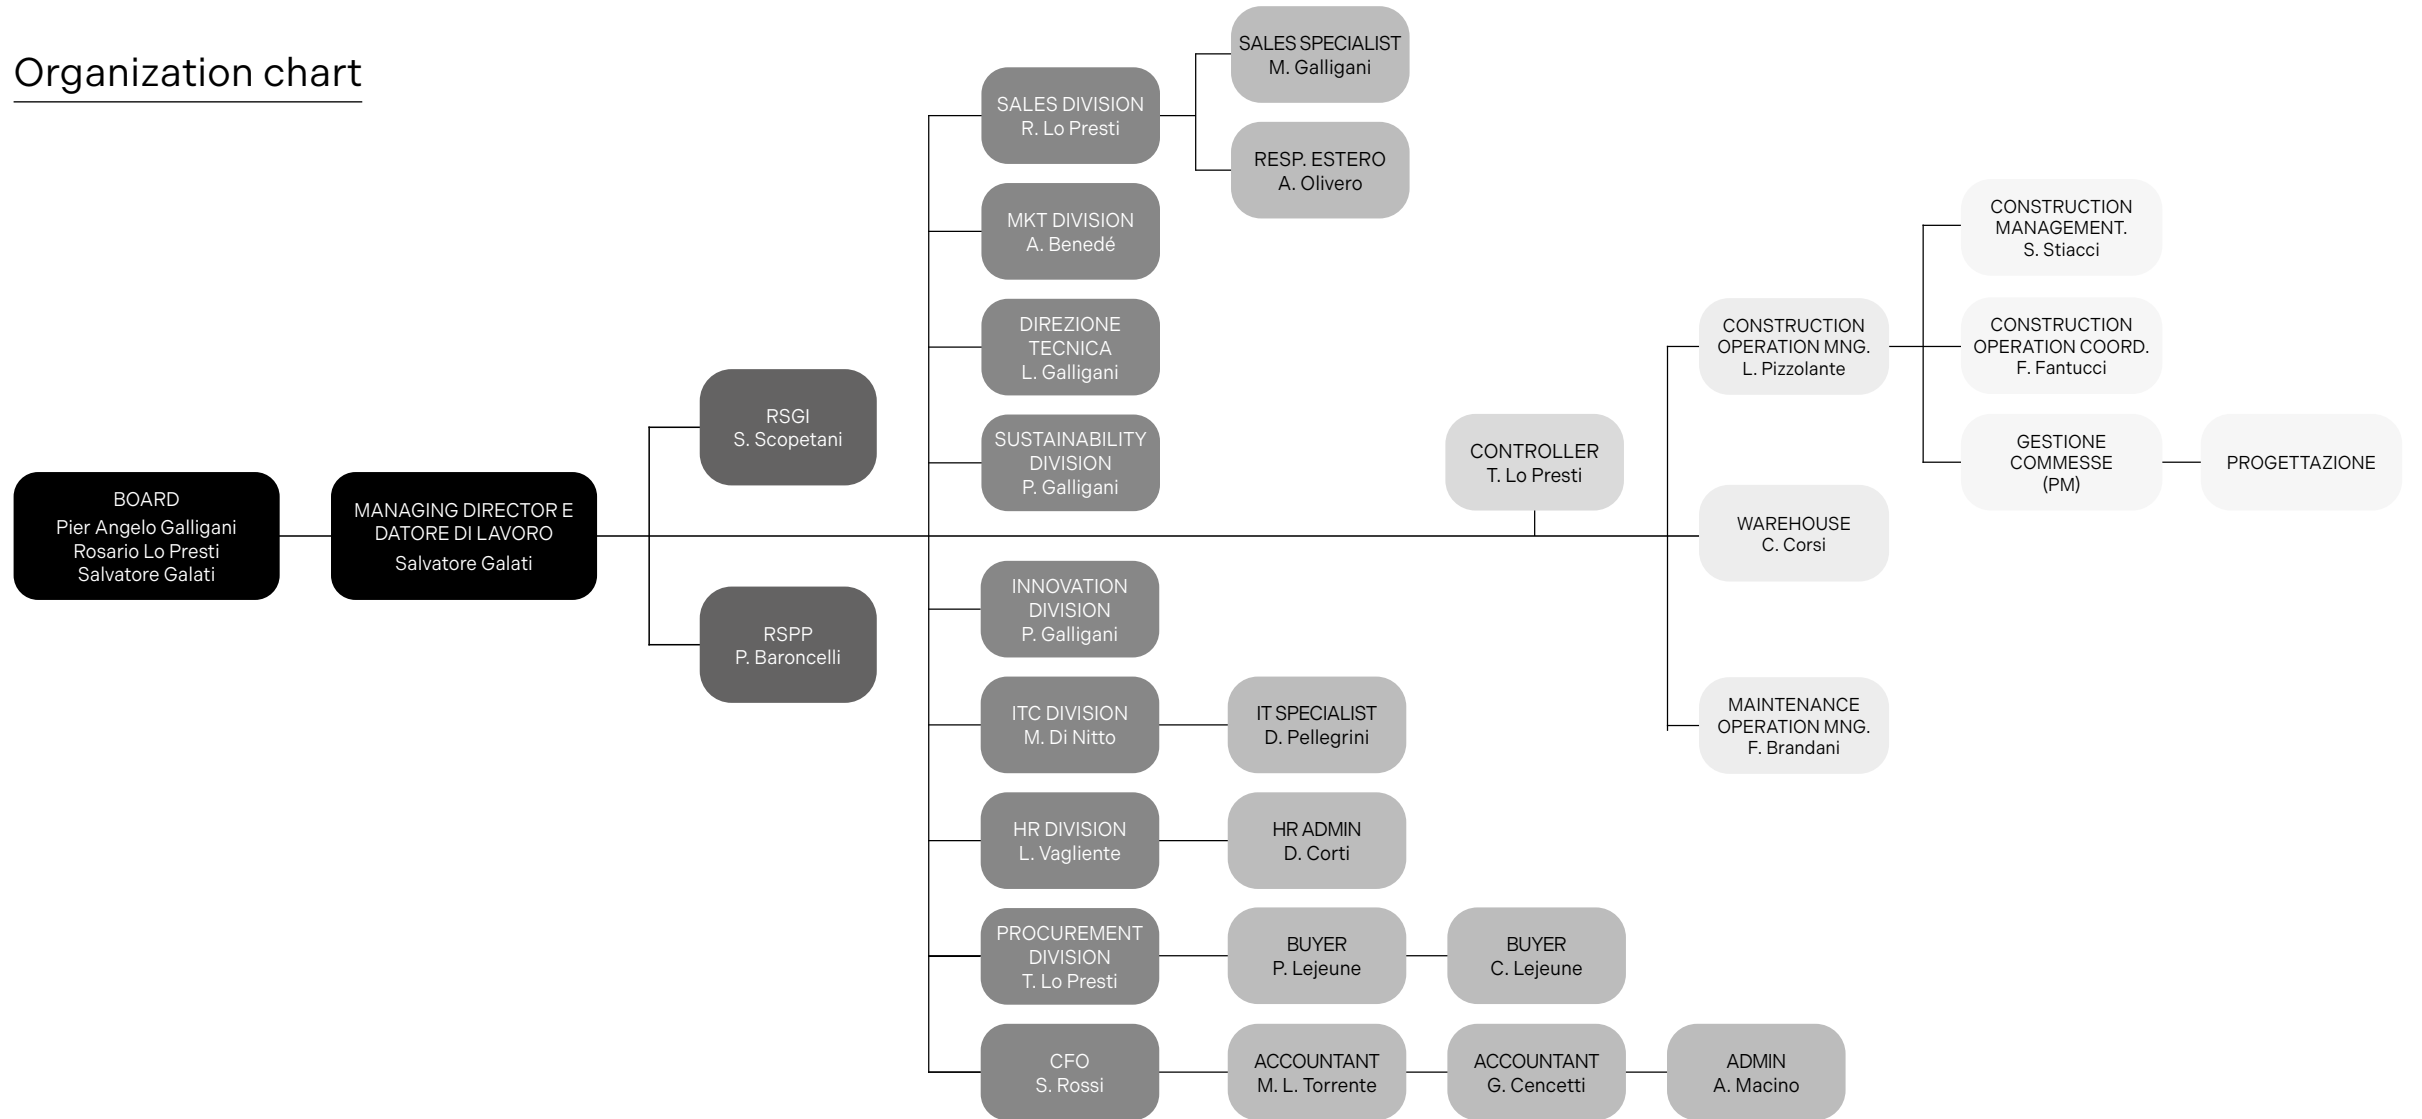 Organization chart
BOARD
Pier Angelo Galligani
Rosario Lo Presti
Salvatore Galati
MANAGING DIRECTOR E
DATORE DI LAVORO
Salvatore Galati
RSGI
S. Scopetani
RSPP
P. Baroncelli
SALES DIVISION
R. Lo Presti
SALES SPECIALIST
M. Galligani
RESP. ESTERO
A. Olivero
MKT DIVISION
A. Benedé
DIREZIONE
TECNICA
L. Galligani
SUSTAINABILITY
DIVISION
P. Galligani
INNOVATION
DIVISION
P. Galligani
ITC DIVISION
M. Di Nitto
IT SPECIALIST
D. Pellegrini
HR DIVISION
L. Vagliente
HR ADMIN
D. Corti
PROCUREMENT
DIVISION
T. Lo Presti
BUYER
P. Lejeune
BUYER
C. Lejeune
CFO
S. Rossi
ACCOUNTANT
M. L. Torrente
ACCOUNTANT
G. Cencetti
ADMIN
A. Macino
CONTROLLER
T. Lo Presti
CONSTRUCTION
OPERATION MNG.
L. Pizzolante
CONSTRUCTION
MANAGEMENT.
S. Stiacci
CONSTRUCTION
OPERATION COORD.
F. Fantucci
GESTIONE
COMMESSE
(PM)
PROGETTAZIONE
WAREHOUSE
C. Corsi
MAINTENANCE
OPERATION MNG.
F. Brandani